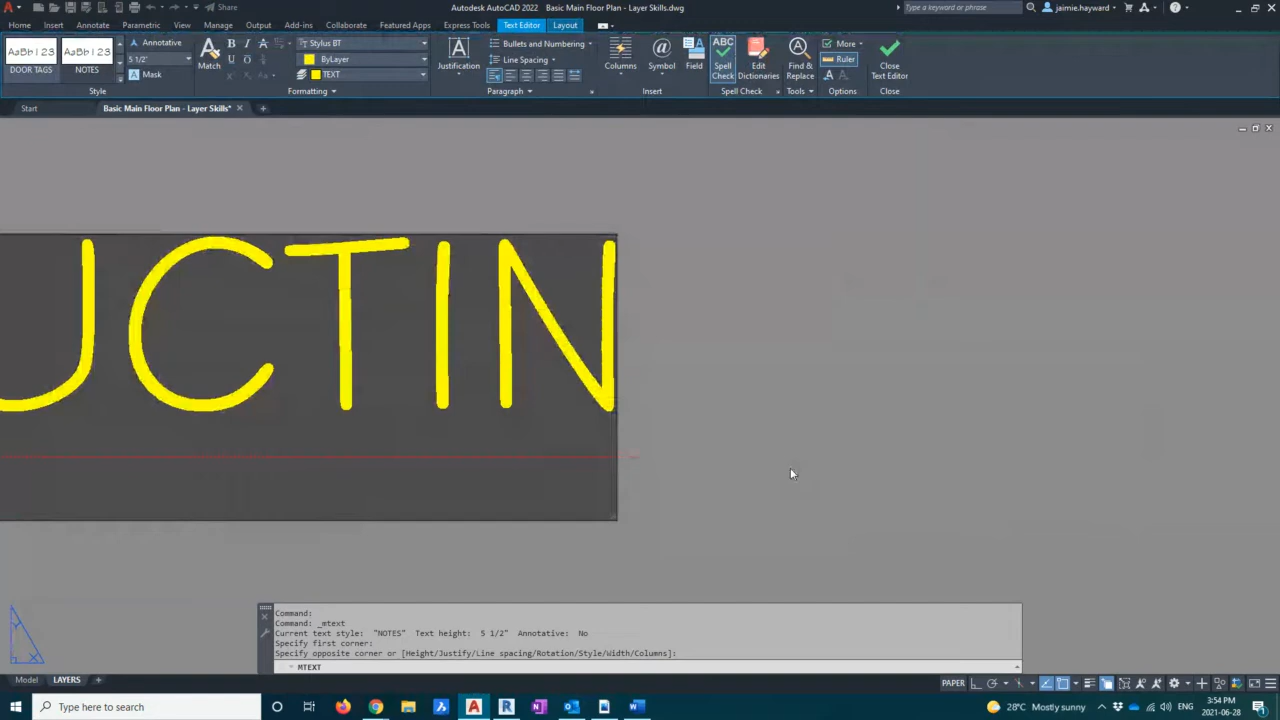 Share
Autodesk AutoCAD 2022 Basic Main Floor Plan - Layer Skills.dwg
Type a keyword or phrase
jaimie.hayward
Home Insert Annotate Parametric View Manage Output Add-ins Collaborate Featured Apps Express Tools Text Editor Layout
AaBb123 AaBb123 Annotative
5 1/2"
Mask
DOOR TAGS NOTES
Style
Match
B I A
Stylus BT
U O
ByLayer
TEXT
Formatting
Justification
Bullets and Numbering
Line Spacing
Paragraph
Columns Symbol Field
Insert
ABC
Spell Check
Edit Dictionaries
Spell Check
Find & Replace
Tools
More
Ruler
Options
Close Text Editor
Close
Start Basic Main Floor Plan - Layer Skills*
UCTIN
Command:
Command: _mtext
Current text style: "NOTES" Text height: 5 1/2" Annotative: No
Specify first corner:
Specify opposite corner or [Height/Justify/Line spacing/Rotation/Style/Width/Columns]:
MTEXT
Y
X
Model LAYERS
PAPER
Type here to search
28°C Mostly sunny
3:54 PM
2021-06-28